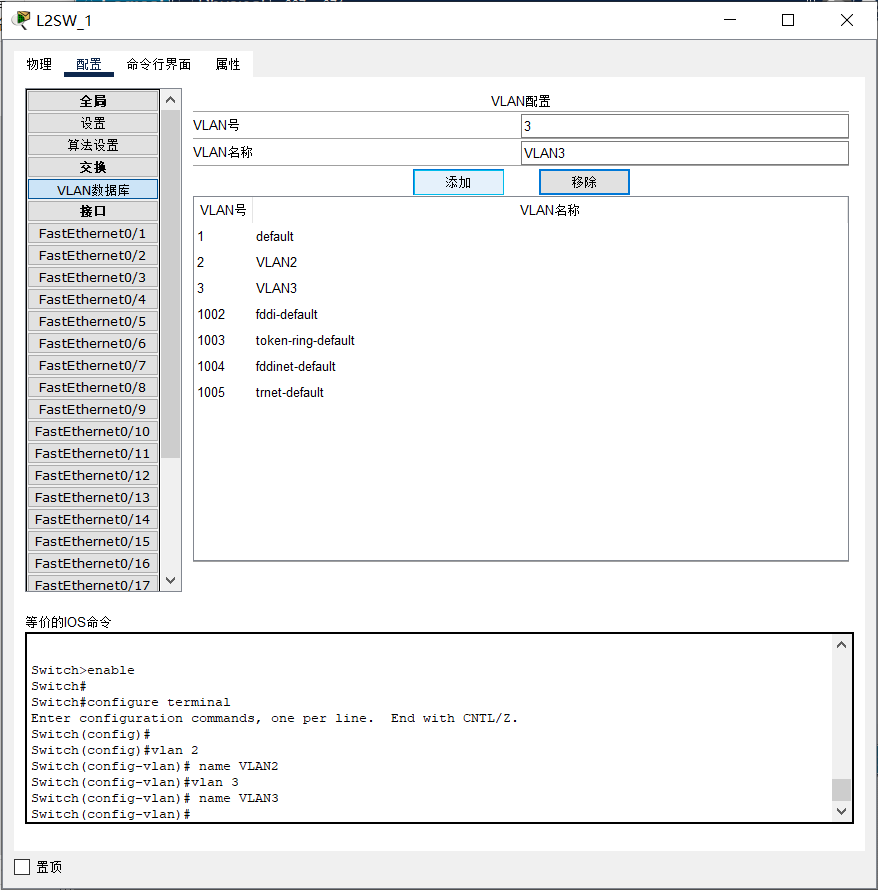 L2SW_1
物理 配置 命令行界面 属性
全局
设置
算法设置
交换
VLAN数据库
接口
FastEthernet0/1
FastEthernet0/2
FastEthernet0/3
FastEthernet0/4
FastEthernet0/5
FastEthernet0/6
FastEthernet0/7
FastEthernet0/8
FastEthernet0/9
FastEthernet0/10
FastEthernet0/11
FastEthernet0/12
FastEthernet0/13
FastEthernet0/14
FastEthernet0/15
FastEthernet0/16
FastEthernet0/17
VLAN配置
VLAN号 3
VLAN名称 VLAN3
添加 移除
VLAN号 VLAN名称
1 default
2 VLAN2
3 VLAN3
1002 fddi-default
1003 token-ring-default
1004 fddinet-default
1005 trnet-default
等价的IOS命令
Switch>enable
Switch#
Switch#configure terminal
Enter configuration commands, one per line.  End with CNTL/Z.
Switch(config)#
Switch(config)#vlan 2
Switch(config-vlan)# name VLAN2
Switch(config-vlan)#vlan 3
Switch(config-vlan)# name VLAN3
Switch(config-vlan)#
置顶